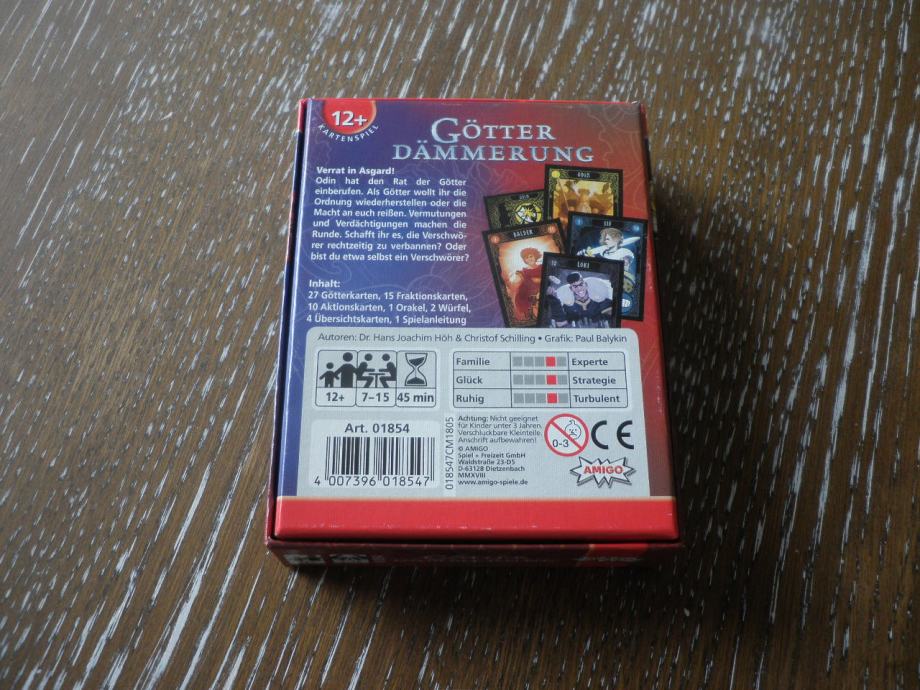 12+
KARTENSPIEL
GÖTTER
DÄMMERUNG
Verrat in Asgard!
Odin hat den Rat der Götter
einberufen. Als Götter wollt ihr die
Ordnung wiederherstellen oder die
Macht an euch reißen. Vermutungen
und Verdächtigungen machen die
Runde. Schafft ihr es, die Verschwö-
rer rechtzeitig zu verbannen? Oder
bist du etwa selbst ein Verschwörer?
ODIN
BALDER
SIF
LOKI
Inhalt:
27 Götterkarten, 15 Fraktionskarten,
10 Aktionskarten, 1 Orakel, 2 Würfel,
4 Übersichtskarten, 1 Spielanleitung
Autoren: Dr. Hans Joachim Höh & Christof Schilling • Grafik: Paul Balykin
12+ 7–15 45 min
Familie Experte
Glück Strategie
Ruhig Turbulent
Art. 01854
4 007396 018547
018547CM1805
Achtung: Nicht geeignet
für Kinder unter 3 Jahren.
Verschluckbare Kleinteile.
Anschrift aufbewahren!
© AMIGO
Spiel + Freizeit GmbH
Waldstraße 23-D5
D-63128 Dietzenbach
MMXVIII
www.amigo-spiele.de
0-3
CE
AMIGO